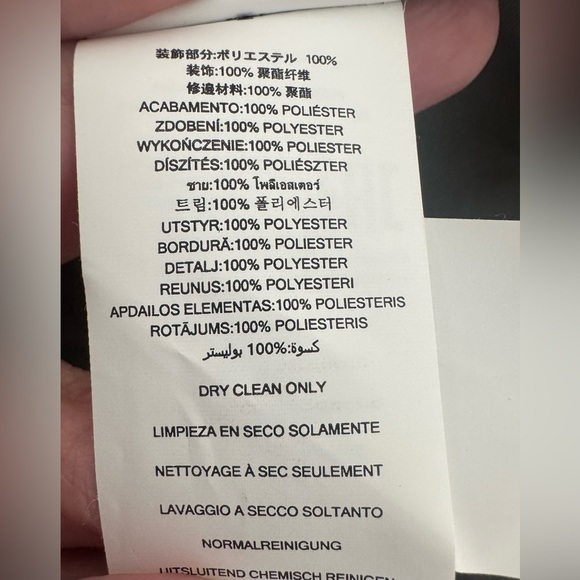 装飾部分:ポリエステル 100%
装饰:100% 聚酯纤维
修邊材料:100% 聚酯
ACABAMENTO:100% POLIÉSTER
ZDOBENÍ:100% POLYESTER
WYKOŃCZENIE:100% POLIESTER
DÍSZÍTÉS:100% POLIÉSZTER
ชาย:100% โพลีเอสเตอร์
트림:100% 폴리에스터
UTSTYR:100% POLYESTER
BORDURĂ:100% POLIESTER
DETALJ:100% POLYESTER
REUNUS:100% POLYESTERI
APDAILOS ELEMENTAS:100% POLIESTERIS
ROTĀJUMS:100% POLIESTERIS
كسوة:100% بوليستر
DRY CLEAN ONLY
LIMPIEZA EN SECO SOLAMENTE
NETTOYAGE À SEC SEULEMENT
LAVAGGIO A SECCO SOLTANTO
NORMALREINIGUNG
UITSLUITEND CHEMISCH REINIGEN